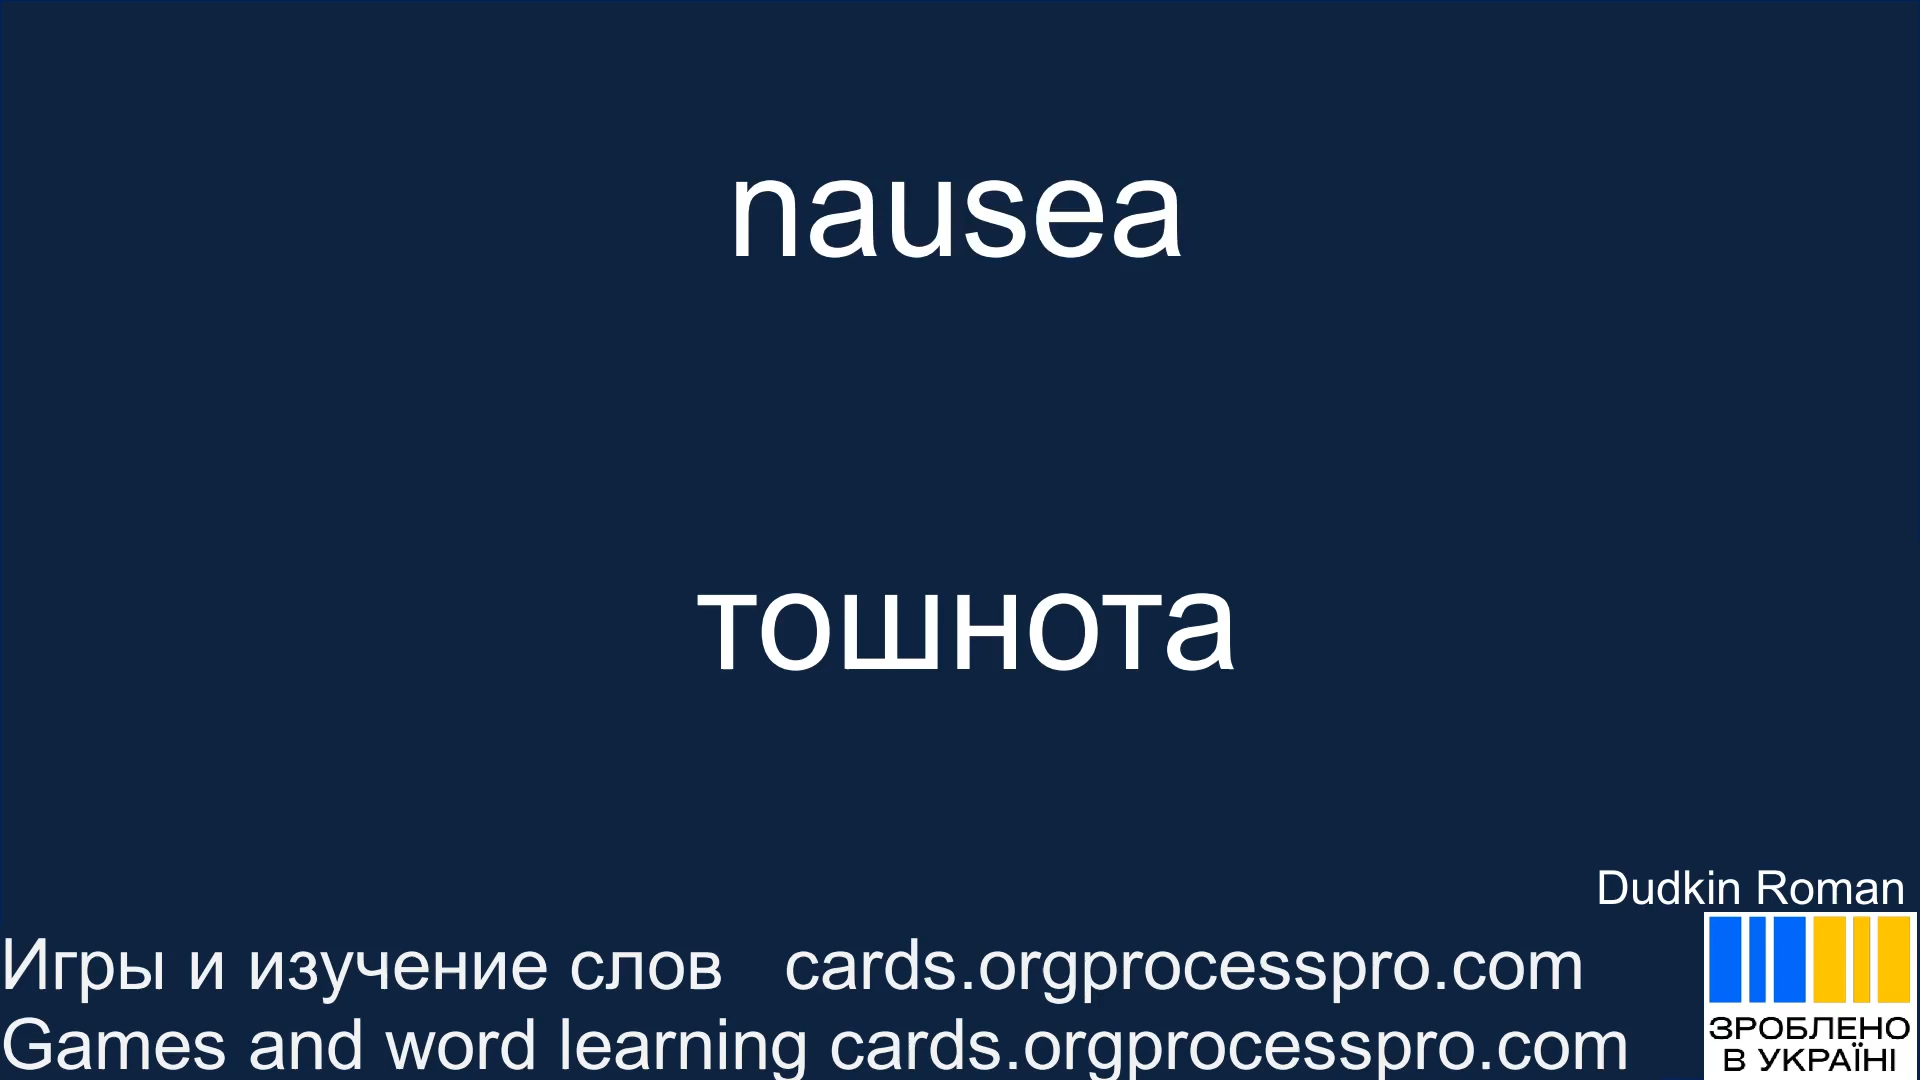 nausea
тошнота
Dudkin Roman
Игры и изучение слов cards.orgprocesspro.com
Games and word learning cards.orgprocesspro.com
ЗРОБЛЕНО
В УКРАЇНІ